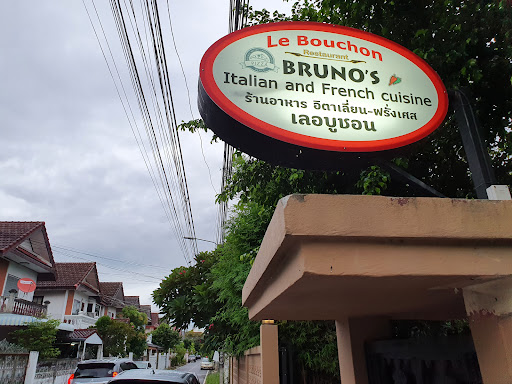 Le Bouchon
Restaurant
BRUNO'S
Italian and French cuisine
ร้านอาหาร อิตาเลี่ยน-ฝรั่งเศส
เลอบูชอน